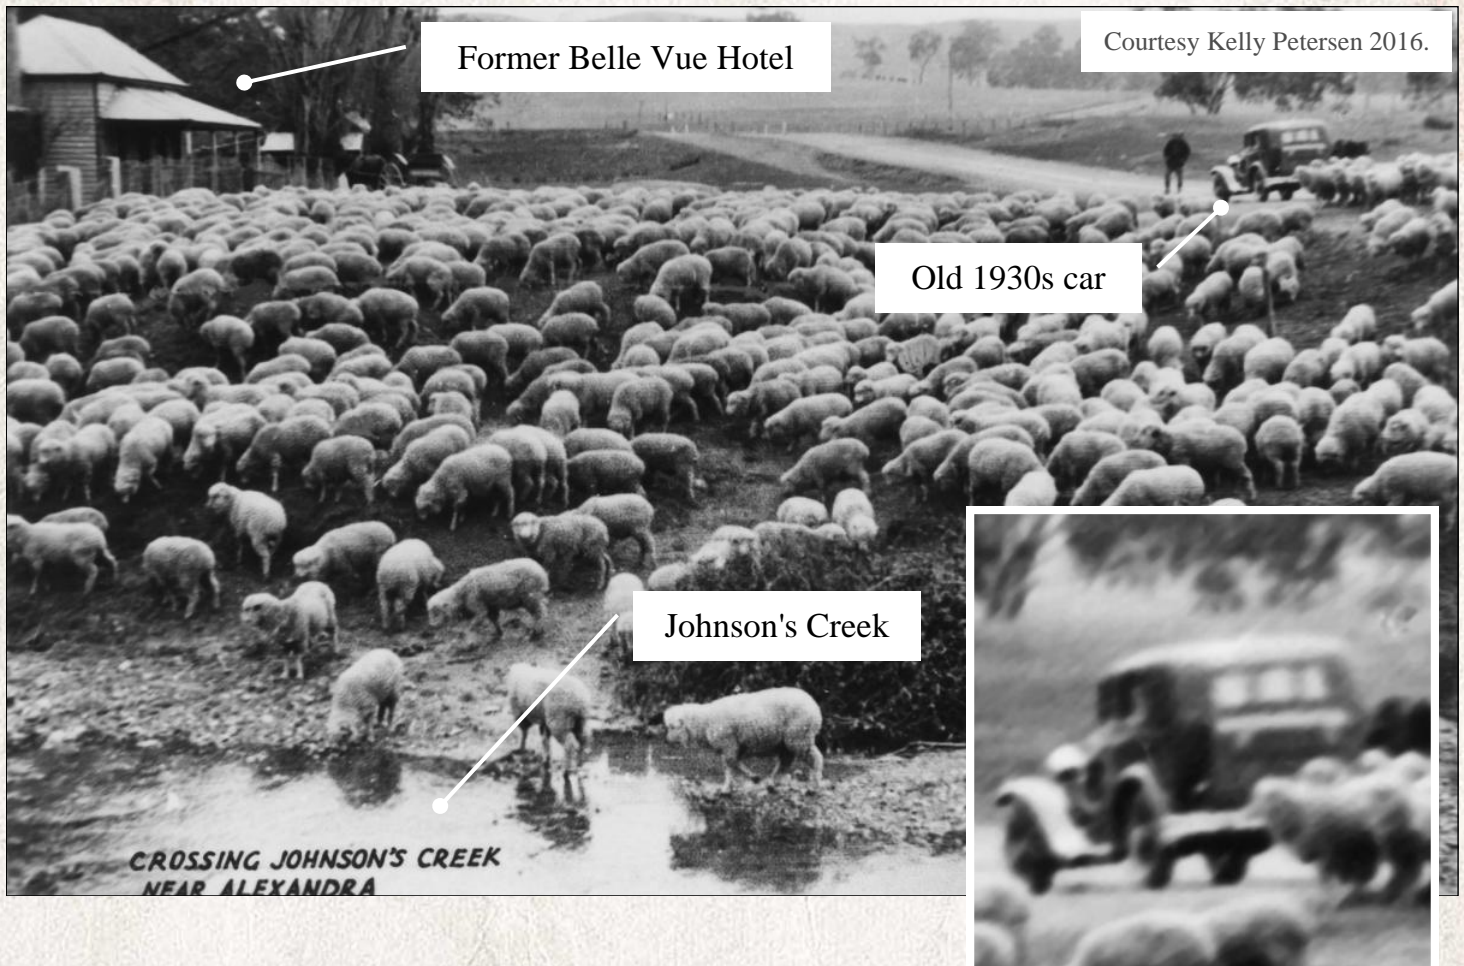 Former Belle Vue Hotel
Courtesy Kelly Petersen 2016.
Old 1930s car
Johnson's Creek
CROSSING JOHNSON'S CREEK
NEAR ALEXANDRA